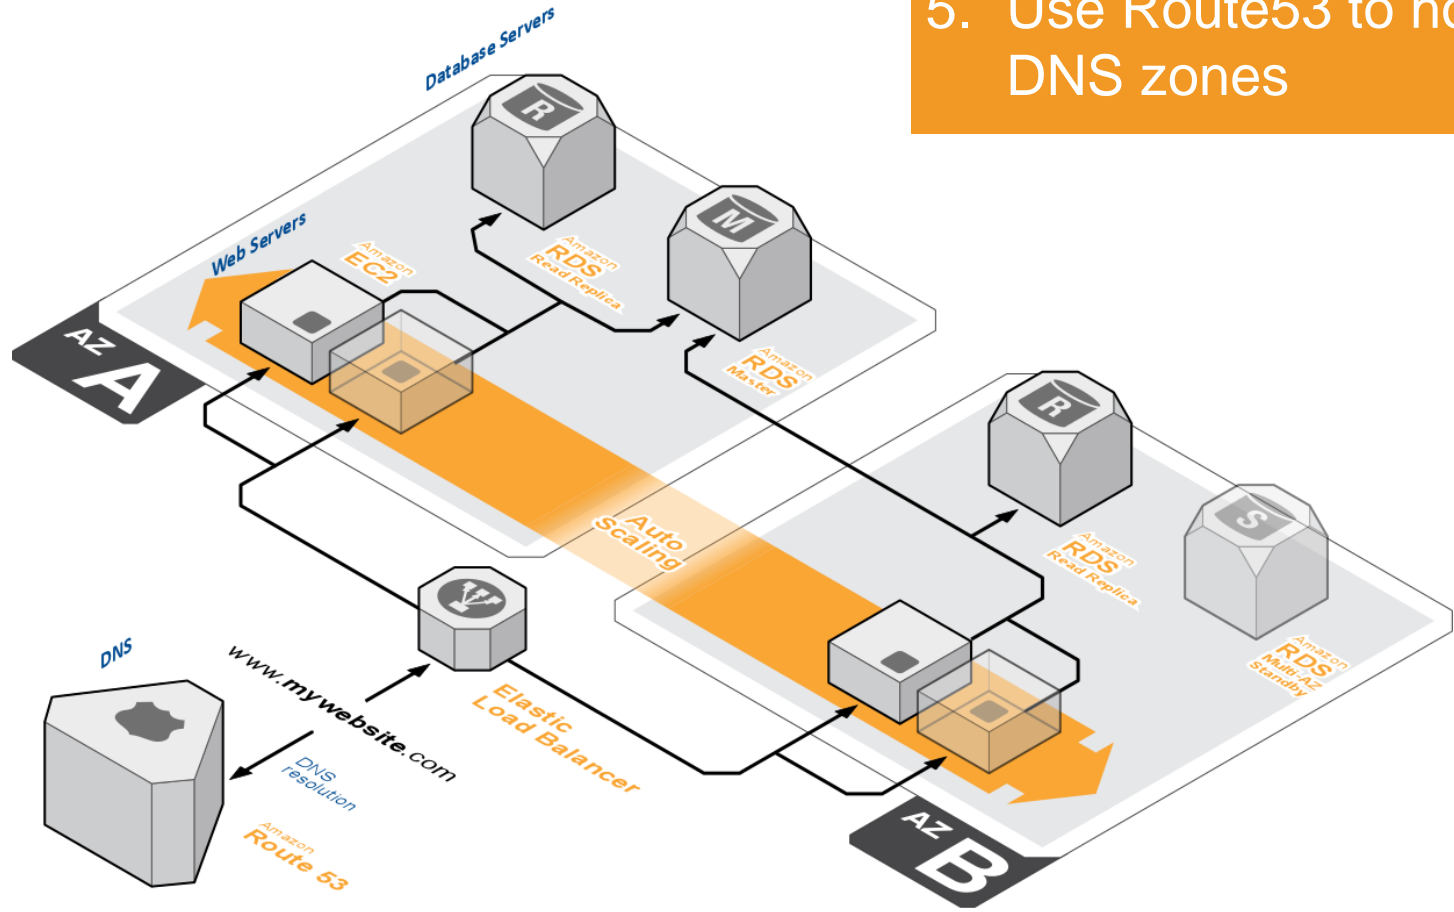 5. Use Route53 to
DNS zones
Database Servers
R
M
Web Servers
Amazon
EC2
Amazon
RDS
Read Replica
Amazon
RDS
Master
AZ A
R
S
Auto
Scaling
Amazon
RDS
Read Replica
Amazon
RDS
Multi-AZ
Standby
DNS
www.mywebsite.com
Elastic
Load Balancer
DNS
resolution
Amazon
Route 53
AZ B